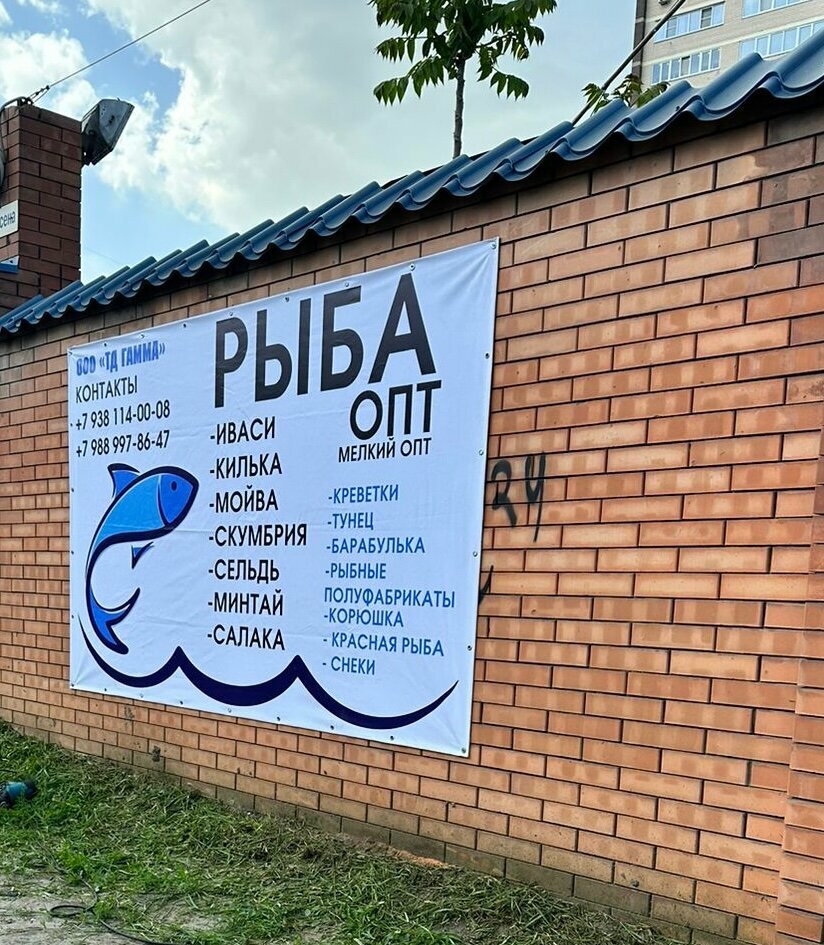 ООО «ТД ГАММА»
КОНТАКТЫ
+7 938 114-00-08
+7 988 997-86-47
РЫБА
ОПТ
МЕЛКИЙ ОПТ
-ИВАСИ
-КИЛЬКА
-МОЙВА
-СКУМБРИЯ
-СЕЛЬДЬ
-МИНТАЙ
-САЛАКА
-КРЕВЕТКИ
-ТУНЕЦ
-БАРАБУЛЬКА
-РЫБНЫЕ
ПОЛУФАБРИКАТЫ
-КОРЮШКА
- КРАСНАЯ РЫБА
- СНЕКИ